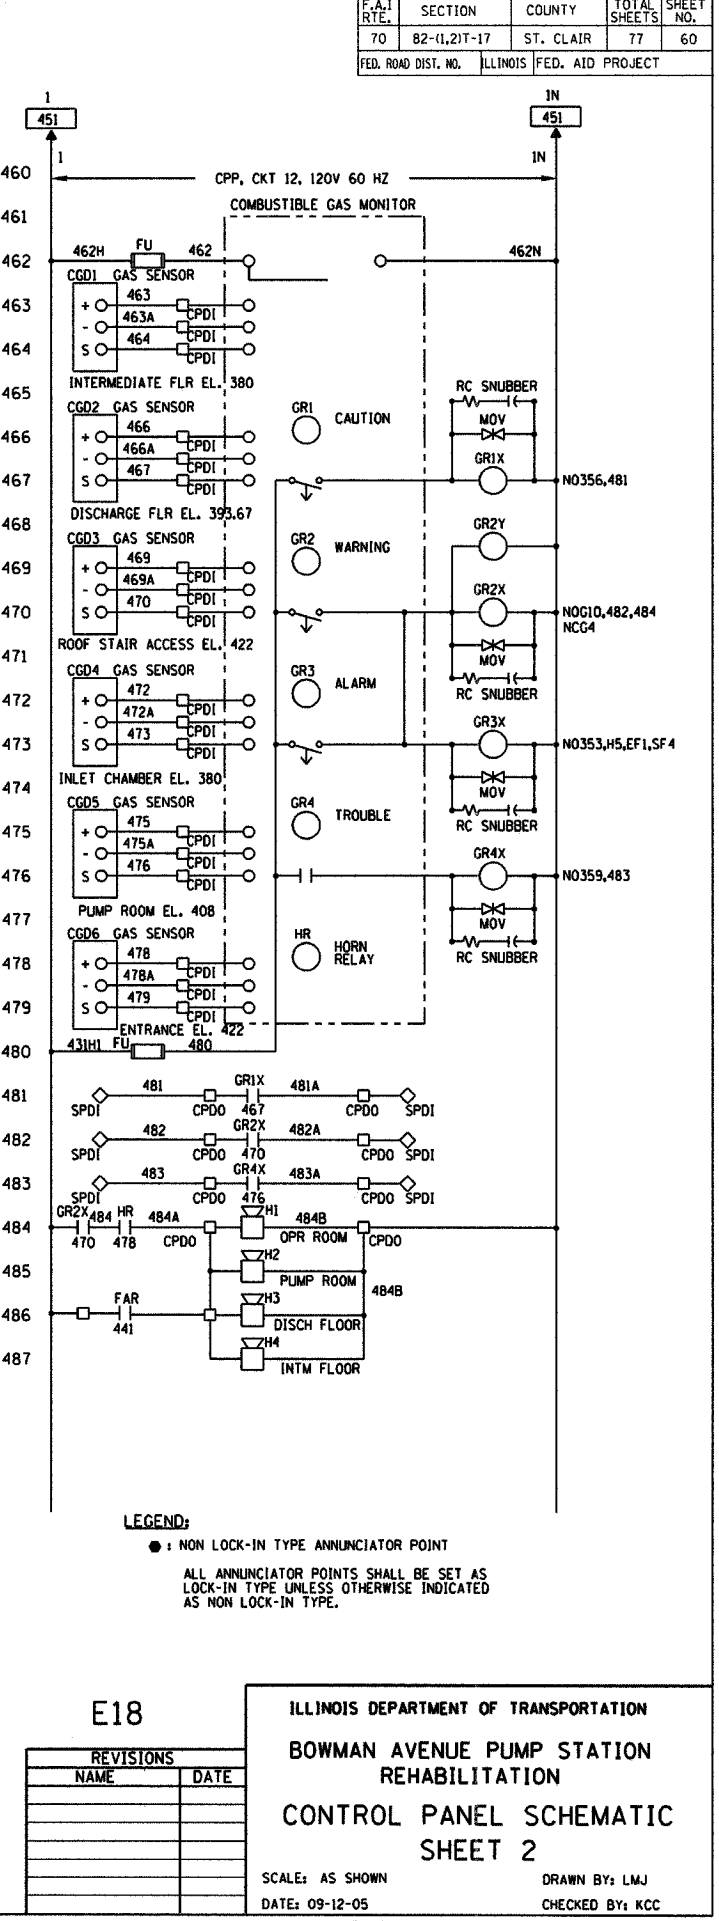 F.A.I RTE. SECTION COUNTY TOTAL SHEETS SHEET NO.
70 82-(1,2)T-17 ST. CLAIR 77 60
FED. ROAD DIST. NO. ILLINOIS FED. AID PROJECT
1 1N
451 451
1 1N
460 CPP, CKT 12, 120V 60 HZ
461 COMBUSTIBLE GAS MONITOR
462 462H FU 462 462N
CGD1 GAS SENSOR
463 + 463 CPDI
- 463A CPDI
464 S 464 CPDI
INTERMEDIATE FLR EL. 380
465 RC SNUBBER
CGD2 GAS SENSOR GR1 CAUTION MOV
466 + 466 CPDI
- 466A CPDI GR1X
467 S 467 CPDI NO356,481
DISCHARGE FLR EL. 393.67
468 GR2Y
CGD3 GAS SENSOR GR2 WARNING
469 + 469 CPDI
- 469A CPDI GR2X
470 S 470 CPDI NOG10,482,484
NCG4
ROOF STAIR ACCESS EL. 422
471 MOV
CGD4 GAS SENSOR GR3 ALARM
472 + 472 CPDI RC SNUBBER
- 472A CPDI GR3X
473 S 473 CPDI NO353,H5,EF1,SF4
INLET CHAMBER EL. 380
474 MOV
CGD5 GAS SENSOR GR4 TROUBLE
475 + 475 CPDI RC SNUBBER
- 475A CPDI GR4X
476 S 476 CPDI NO359,483
PUMP ROOM EL. 408
477 MOV
CGD6 GAS SENSOR HR HORN RELAY
478 + 478 CPDI RC SNUBBER
- 478A CPDI
479 S 479 CPDI
ENTRANCE EL. 422
480 431H1 FU 480
481 SPDI 481 CPDO GR1X 467 481A CPDO SPDI
482 SPDI 482 CPDO GR2X 470 482A CPDO SPDI
483 SPDI 483 CPDO GR4X 476 483A CPDO SPDI
484 GR2X 470 484 HR 478 484A CPDO H1 OPR ROOM 484B CPDO
485 H2 PUMP ROOM 484B
486 FAR 441 H3 DISCH FLOOR
487 H4 INTM FLOOR
LEGEND:
: NON LOCK-IN TYPE ANNUNCIATOR POINT
ALL ANNUNCIATOR POINTS SHALL BE SET AS
LOCK-IN TYPE UNLESS OTHERWISE INDICATED
AS NON LOCK-IN TYPE.
E18
REVISIONS
NAME DATE
ILLINOIS DEPARTMENT OF TRANSPORTATION
BOWMAN AVENUE PUMP STATION
REHABILITATION
CONTROL PANEL SCHEMATIC
SHEET 2
SCALE: AS SHOWN DRAWN BY: LMJ
DATE: 09-12-05 CHECKED BY: KCC